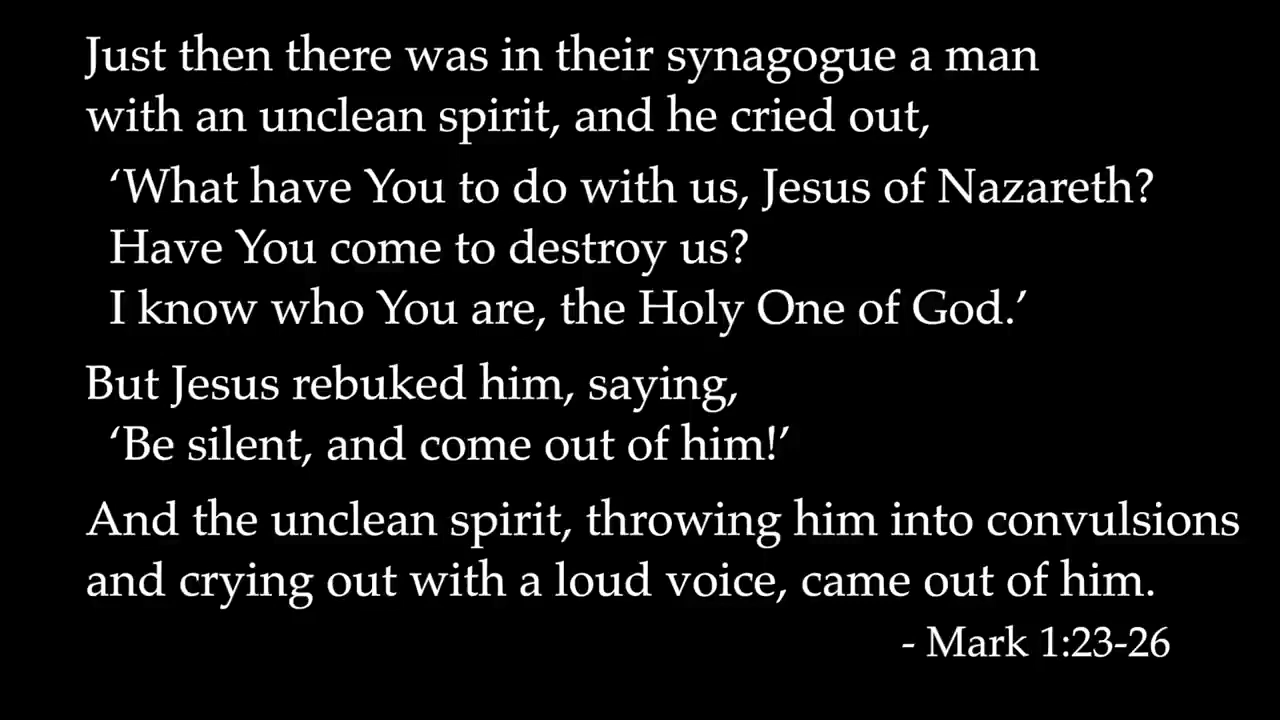 Just then there was in their synagogue a man
with an unclean spirit, and he cried out,
‘What have You to do with us, Jesus of Nazareth?
Have You come to destroy us?
I know who You are, the Holy One of God.’
But Jesus rebuked him, saying,
‘Be silent, and come out of him!’
And the unclean spirit, throwing him into convulsions
and crying out with a loud voice, came out of him.
- Mark 1:23-26